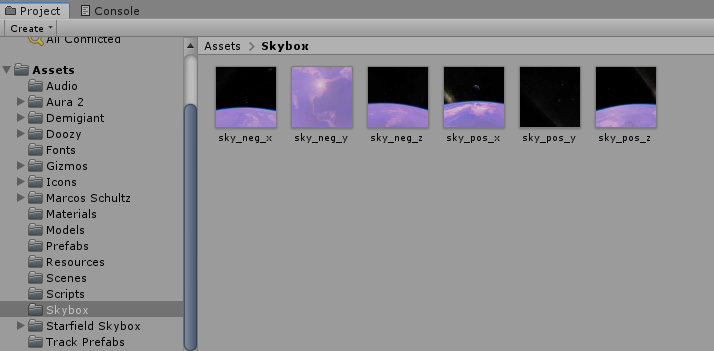 Project Console
Create
All Conflicted
Assets
Audio
Aura 2
Demigiant
Doozy
Fonts
Gizmos
Icons
Marcos Schultz
Materials
Models
Prefabs
Resources
Scenes
Scripts
Skybox
Starfield Skybox
Track Prefabs
Assets > Skybox
sky_neg_x sky_neg_y sky_neg_z sky_pos_x sky_pos_y sky_pos_z